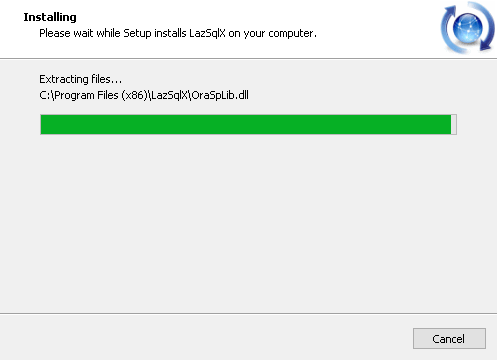 Installing
Please wait while Setup installs LazSqlX on your computer.
Extracting files...
C:\Program Files (x86)\LazSqlX\OraSpLib.dll
Cancel